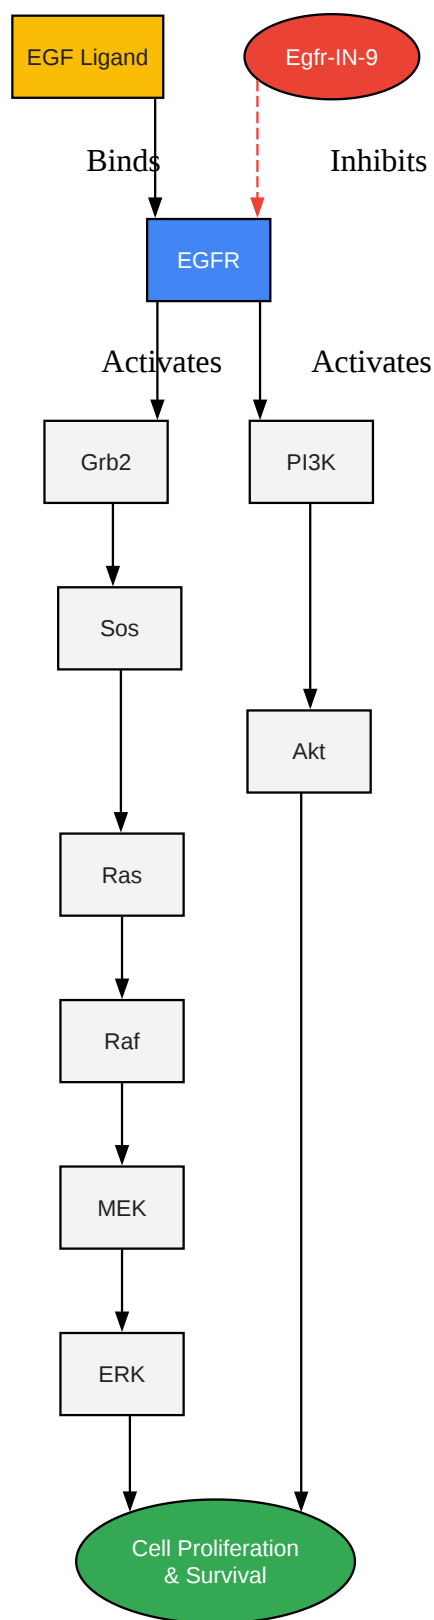 EGF Ligand
Egfr-IN-9
Binds
Inhibits
EGFR
Activates
Activates
Grb2
PI3K
Sos
Akt
Ras
Raf
MEK
ERK
Cell Proliferation
& Survival